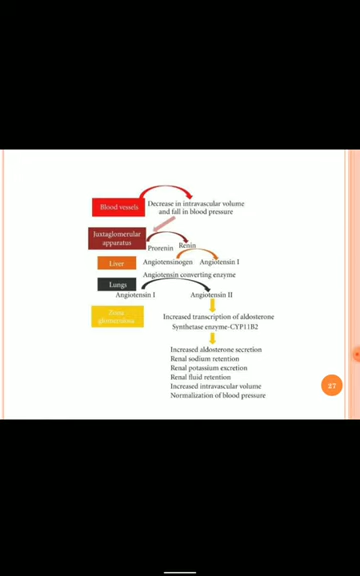 Blood vessels
Decrease in intravascular volume
and fall in blood pressure
Juxtaglomerular
apparatus
Prorenin
Renin
Liver
Angiotensinogen
Angiotensin I
Angiotensin converting enzyme
Lungs
Angiotensin I
Angiotensin II
Zona
glomerulosa
Increased transcription of aldosterone
Synthetase enzyme-CYP11B2
Increased aldosterone secretion
Renal sodium retention
Renal potassium excretion
Renal fluid retention
Increased intravascular volume
Normalization of blood pressure
27